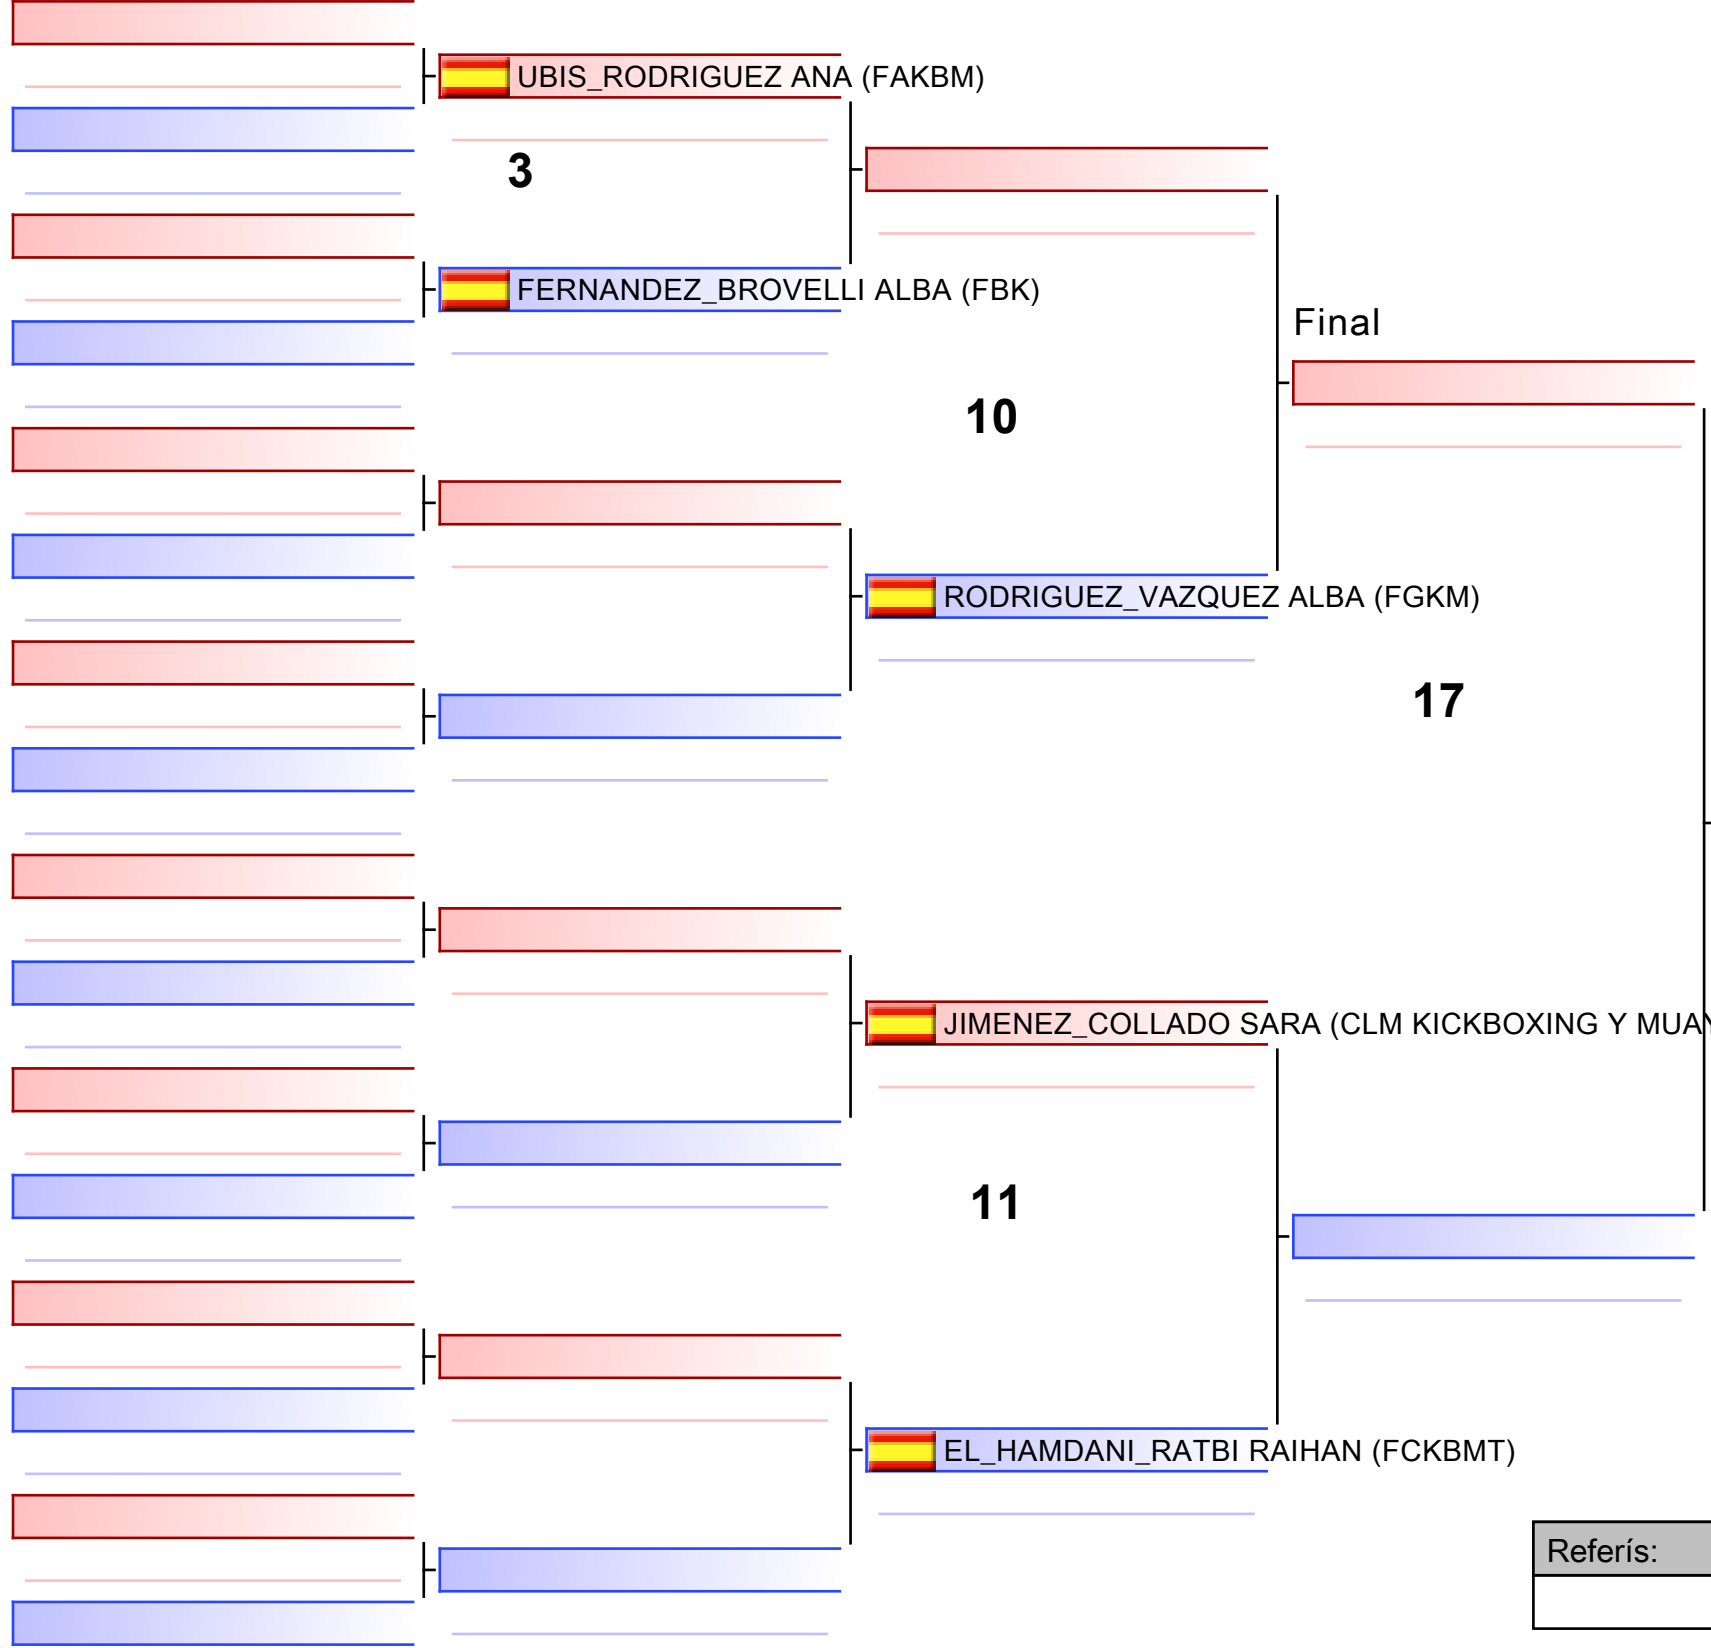 UBIS_RODRIGUEZ ANA (FAKBM)
3
FERNANDEZ_BROVELLI ALBA (FBK)
Final
10
RODRIGUEZ_VAZQUEZ ALBA (FGKM)
17
JIMENEZ_COLLADO SARA (CLM KICKBOXING Y MUAY
11
EL_HAMDANI_RATBI RAIHAN (FCKBMT)
Referís: